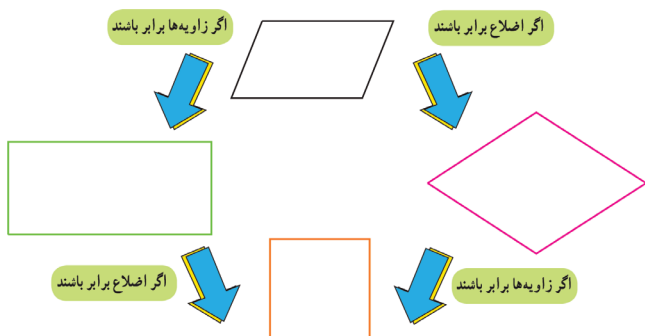 اگر اضلاع برابر باشند
اگر زاویه‌ها برابر باشند
اگر زاویه‌ها برابر باشند
اگر اضلاع برابر باشند